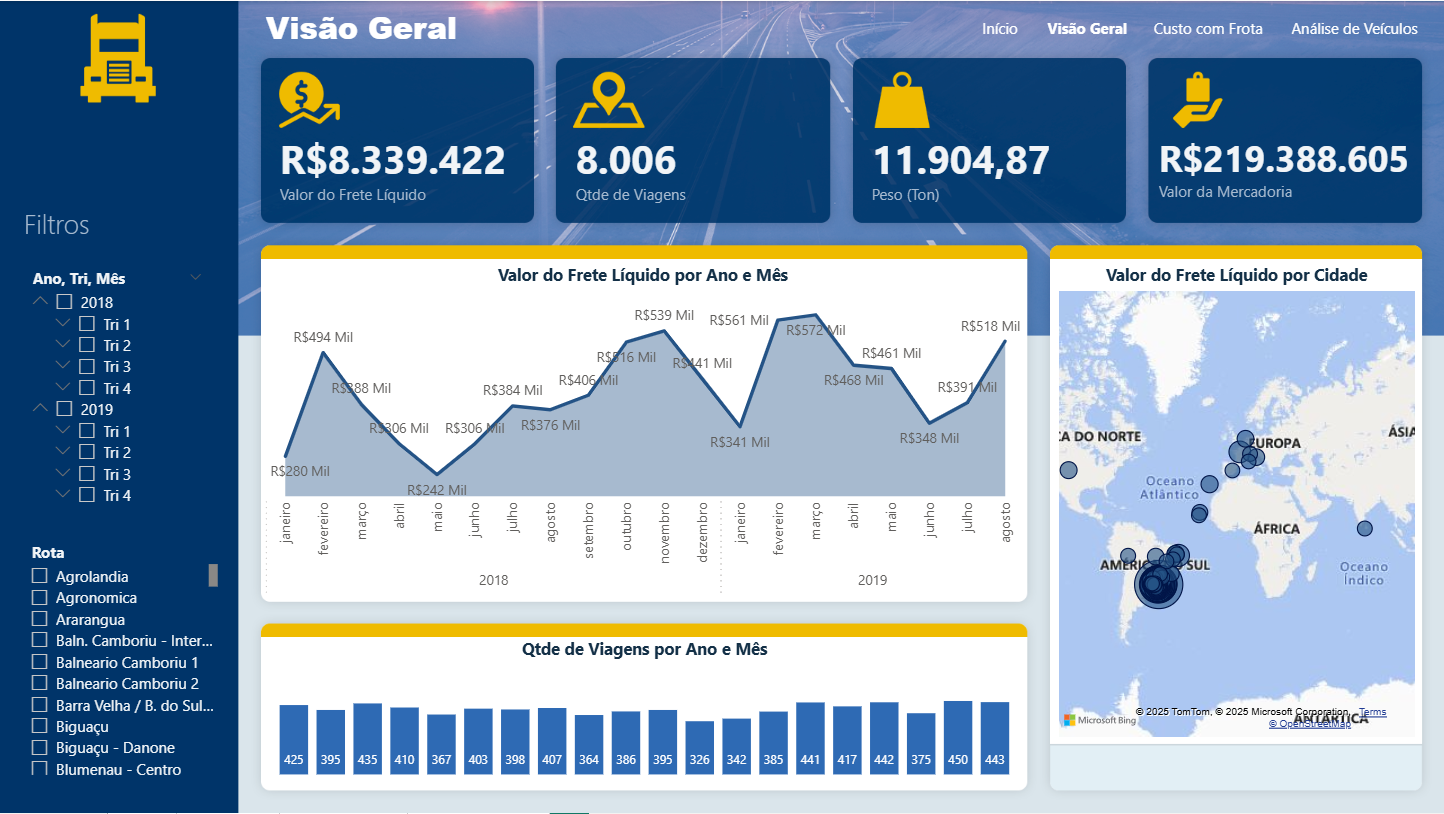 Visão Geral
Início
Visão Geral
Custo com Frota
Análise de Veículos
R$8.339.422
Valor do Frete Líquido
8.006
Qtde de Viagens
11.904,87
Peso (Ton)
R$219.388.605
Valor da Mercadoria
Filtros
Ano, Tri, Mês
2018
Tri 1
Tri 2
Tri 3
Tri 4
2019
Tri 1
Tri 2
Tri 3
Tri 4
Rota
Agrolandia
Agronomica
Ararangua
Baln. Camboriu - Inter...
Balneario Camboriu 1
Balneario Camboriu 2
Barra Velha / B. do Sul...
Biguaçu
Biguaçu - Danone
Blumenau - Centro
Valor do Frete Líquido por Ano e Mês
R$280 Mil
R$494 Mil
R$388 Mil
R$306 Mil
R$242 Mil
R$306 Mil
R$384 Mil
R$376 Mil
R$406 Mil
R$516 Mil
R$539 Mil
R$441 Mil
R$341 Mil
R$561 Mil
R$572 Mil
R$468 Mil
R$461 Mil
R$348 Mil
R$391 Mil
R$518 Mil
janeiro
fevereiro
março
abril
maio
junho
julho
agosto
setembro
outubro
novembro
dezembro
janeiro
fevereiro
março
abril
maio
junho
julho
agosto
2018
2019
Qtde de Viagens por Ano e Mês
425
395
435
410
367
403
398
407
364
386
395
326
342
385
441
417
442
375
450
443
Valor do Frete Líquido por Cidade
CA DO NORTE
EUROPA
ÁSIA
Oceano
Atlântico
ÁFRICA
AMÉRICA DO SUL
Oceano
Índico
ANTÁRTICA
Microsoft Bing
© 2025 TomTom, © 2025 Microsoft Corporation, Terms
© OpenStreetMap